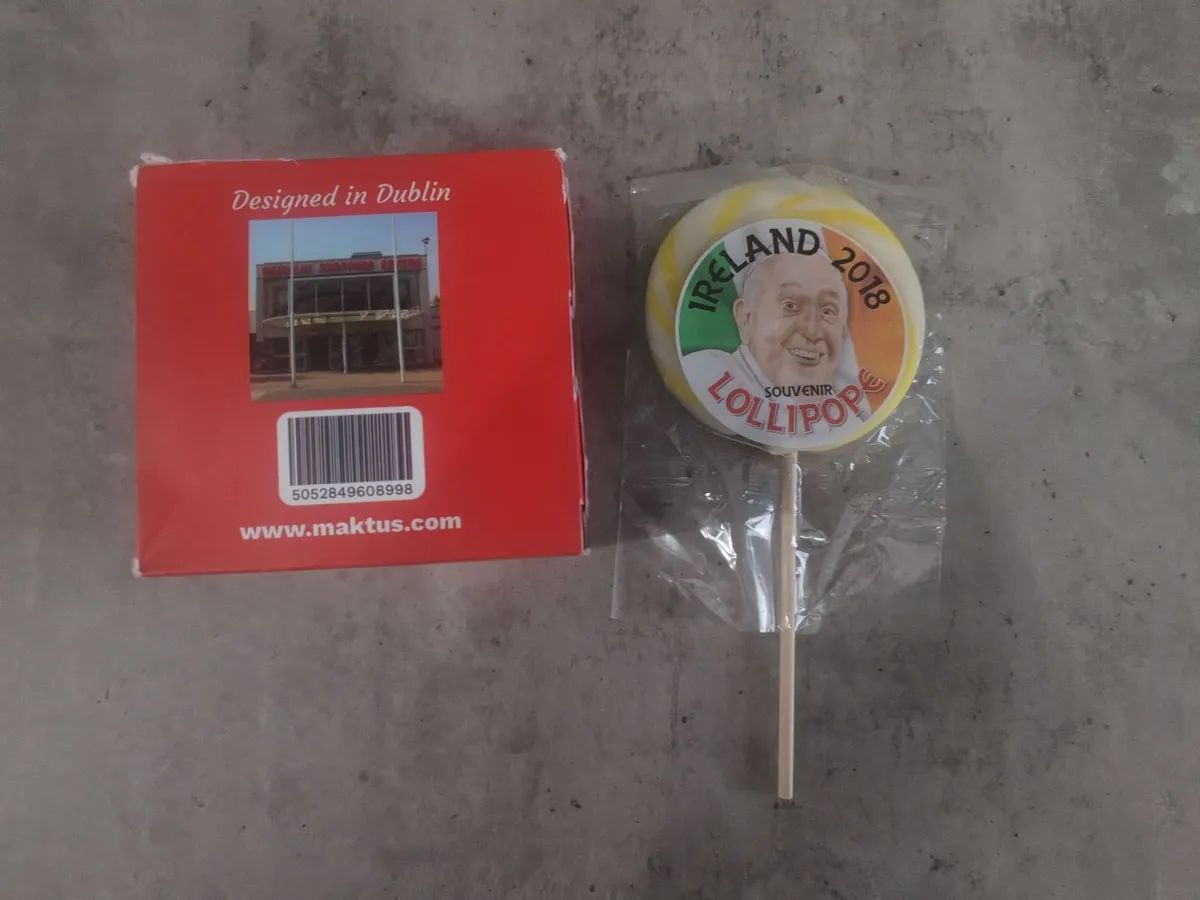 Designed in Dublin
5052849608998
www.maktus.com
IRELAND 2018
SOUVENIR
LOLLIPOPE